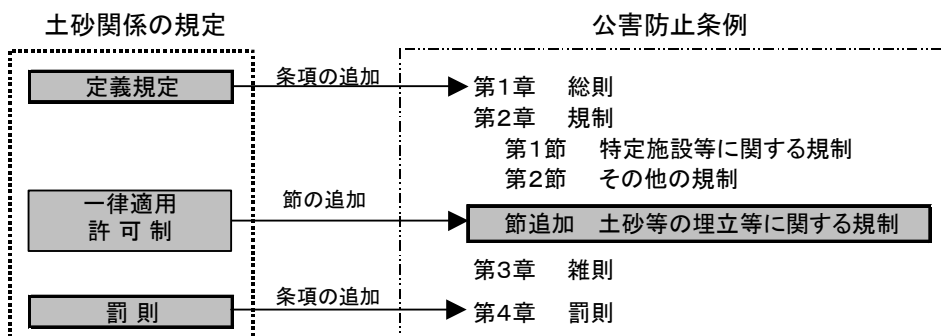 土砂関係の規定
公害防止条例
定義規定
条項の追加
第1章 総則
第2章 規制
第1節 特定施設等に関する規制
第2節 その他の規制
一律適用
許可制
節の追加
節追加 土砂等の埋立等に関する規制
第3章 雑則
罰則
条項の追加
第4章 罰則